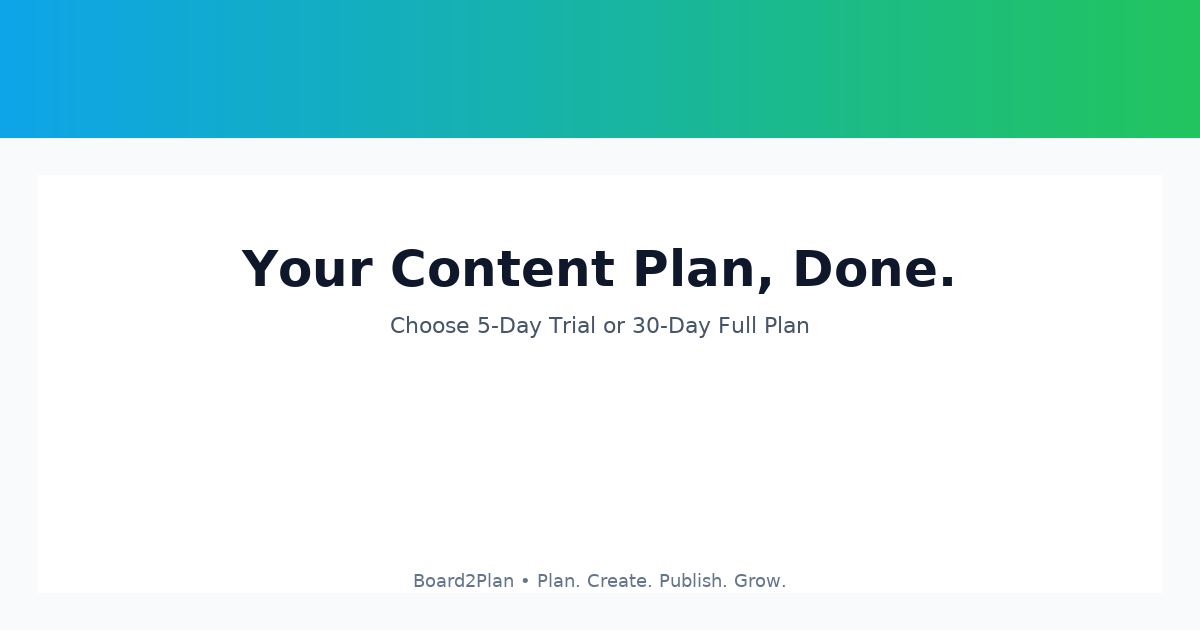 Your Content Plan, Done.
Choose 5-Day Trial or 30-Day Full Plan
Board2Plan • Plan. Create. Publish. Grow.